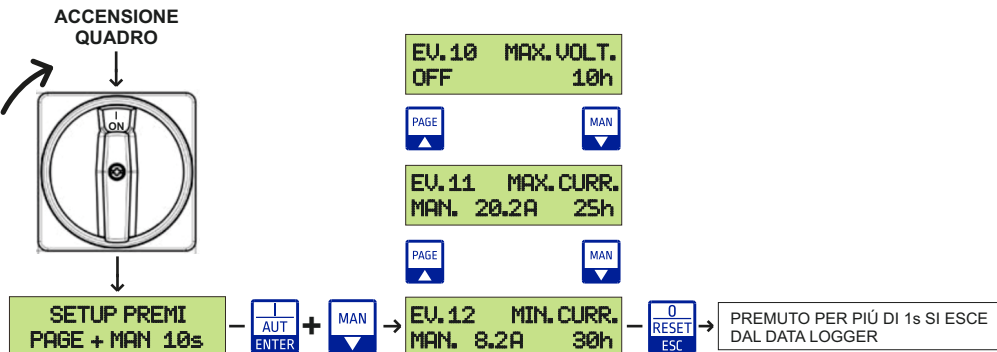 ACCENSIONE
QUADRO
I
ON
SETUP PREMI
PAGE + MAN 10s
I
AUT
ENTER
+
MAN
EV.10 MAX.VOLT.
OFF 10h
PAGE
MAN
EV.11 MAX.CURR.
MAN. 20.2A 25h
PAGE
MAN
EV.12 MIN.CURR.
MAN. 8.2A 30h
0
RESET
ESC
PREMUTO PER PIÚ DI 1s SI ESCE
DAL DATA LOGGER